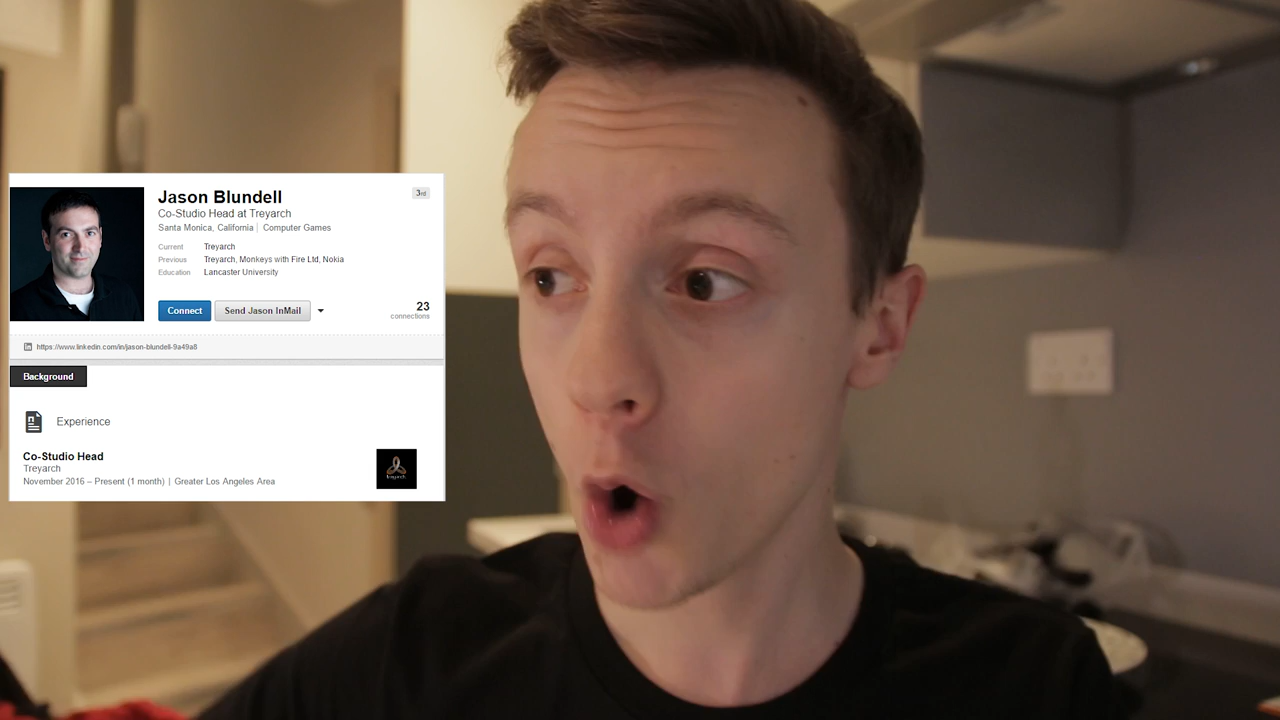 Jason Blundell
3rd
Co-Studio Head at Treyarch
Santa Monica, California | Computer Games
Current Treyarch
Previous Treyarch, Monkeys with Fire Ltd, Nokia
Education Lancaster University
Connect Send Jason InMail
23
connections
https://www.linkedin.com/in/jason-blundell-9a49a8
Background
Experience
Co-Studio Head
Treyarch
November 2016 – Present (1 month) | Greater Los Angeles Area
treyarch